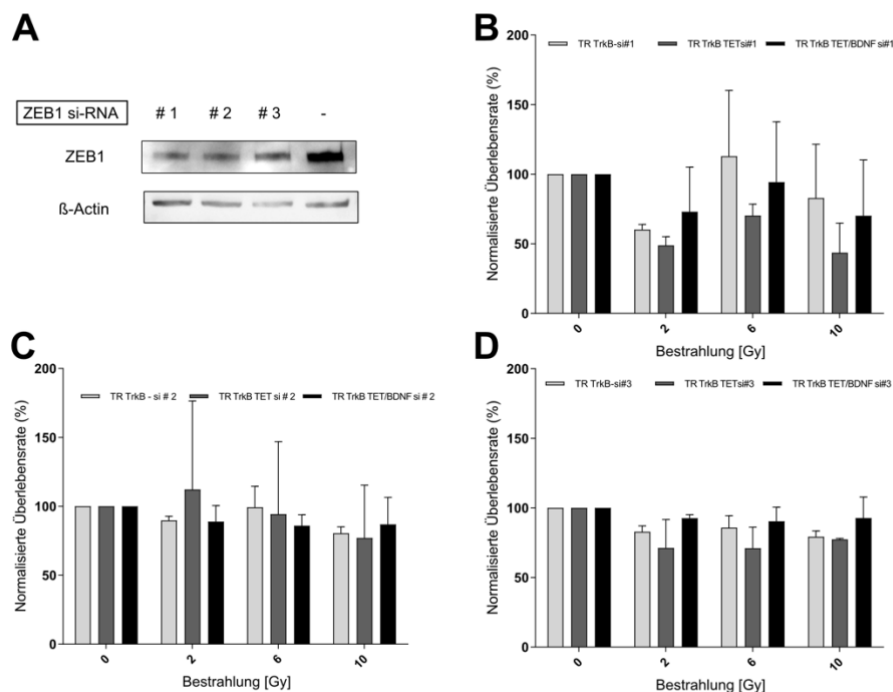 A
ZEB1 si-RNA # 1 # 2 # 3 -
ZEB1
ß-Actin
B
TR TrkB-si#1 TR TrkB TETsi#1 TR TrkB TET/BDNF si#1
Normalisierte Überlebensrate (%)
200
150
100
50
0
0 2 6 10
Bestrahlung [Gy]
C
TR TrkB - si # 2 TR TrkB TET si # 2 TR TrkB TET/BDNF si # 2
Normalisierte Überlebensrate (%)
200
150
100
50
0
0 2 6 10
Bestrahlung [Gy]
D
TR TrkB-si#3 TR TrkB TETsi#3 TR TrkB TET/BDNF si#3
Normalisierte Überlebensrate (%)
200
150
100
50
0
0 2 6 10
Bestrahlung [Gy]